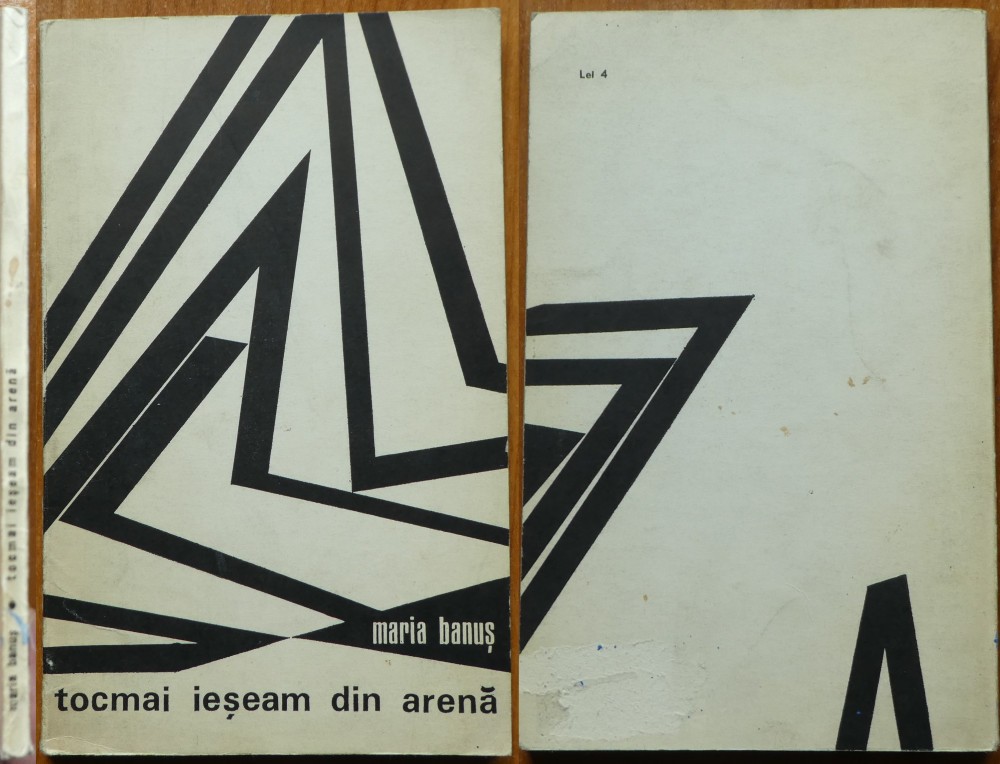 maria banuș • tocmai ieșeam din arenă
maria banuș
tocmai ieșeam din arenă
Lei 4